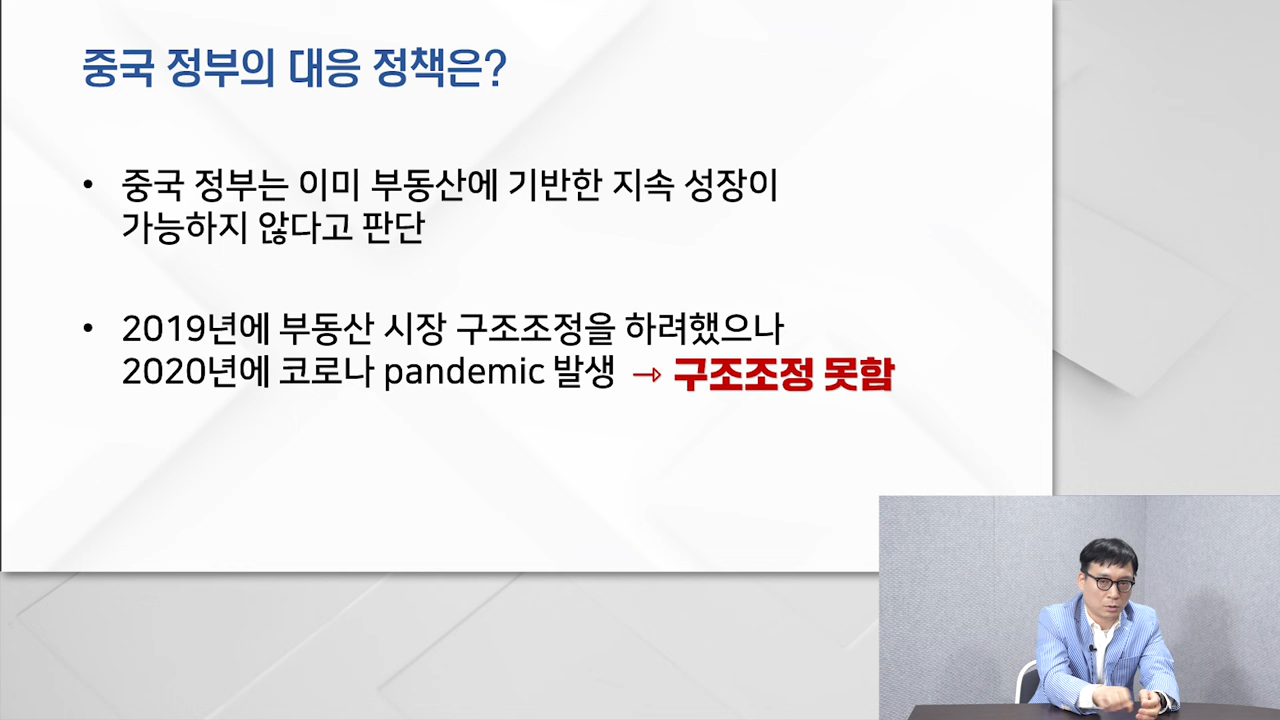 중국 정부의 대응 정책은?
• 중국 정부는 이미 부동산에 기반한 지속 성장이
가능하지 않다고 판단
• 2019년에 부동산 시장 구조조정을 하려했으나
2020년에 코로나 pandemic 발생 → 구조조정 못함